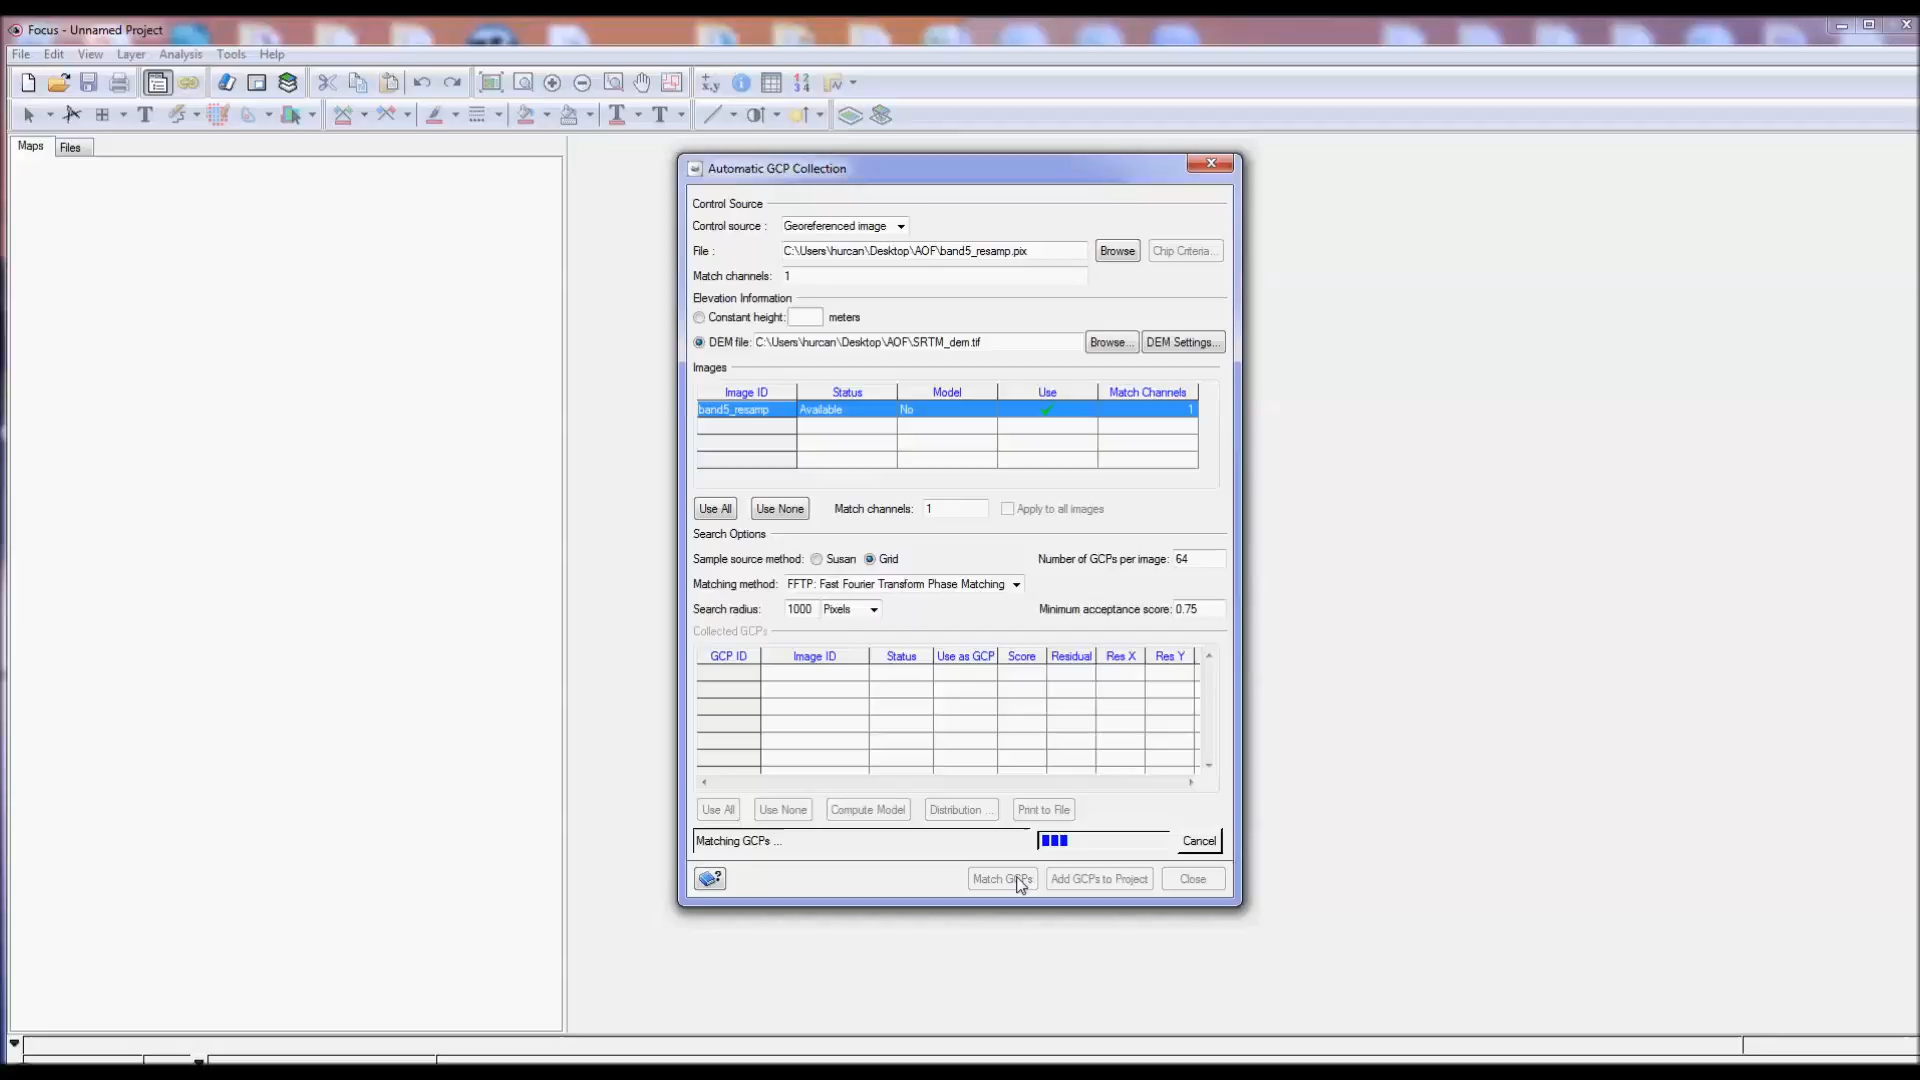 Focus - Unnamed Project
File Edit View Layer Analysis Tools Help
Maps Files
Automatic GCP Collection
Control Source
Control source : Georeferenced image
File : C:\Users\hurcan\Desktop\AOF\band5_resamp.pix Browse Chip Criteria...
Match channels: 1
Elevation Information
Constant height: meters
DEM file: C:\Users\hurcan\Desktop\AOF\SRTM_dem.tif Browse... DEM Settings...
Images
Image ID Status Model Use Match Channels
band5_resamp Available No 1
Use All Use None Match channels: 1 Apply to all images
Search Options
Sample source method: Susan Grid Number of GCPs per image: 64
Matching method: FFTP: Fast Fourier Transform Phase Matching
Search radius: 1000 Pixels Minimum acceptance score: 0.75
Collected GCPs
GCP ID Image ID Status Use as GCP Score Residual Res X Res Y
Use All Use None Compute Model Distribution ... Print to File
Matching GCPs ... Cancel
Match GCPs Add GCPs to Project Close